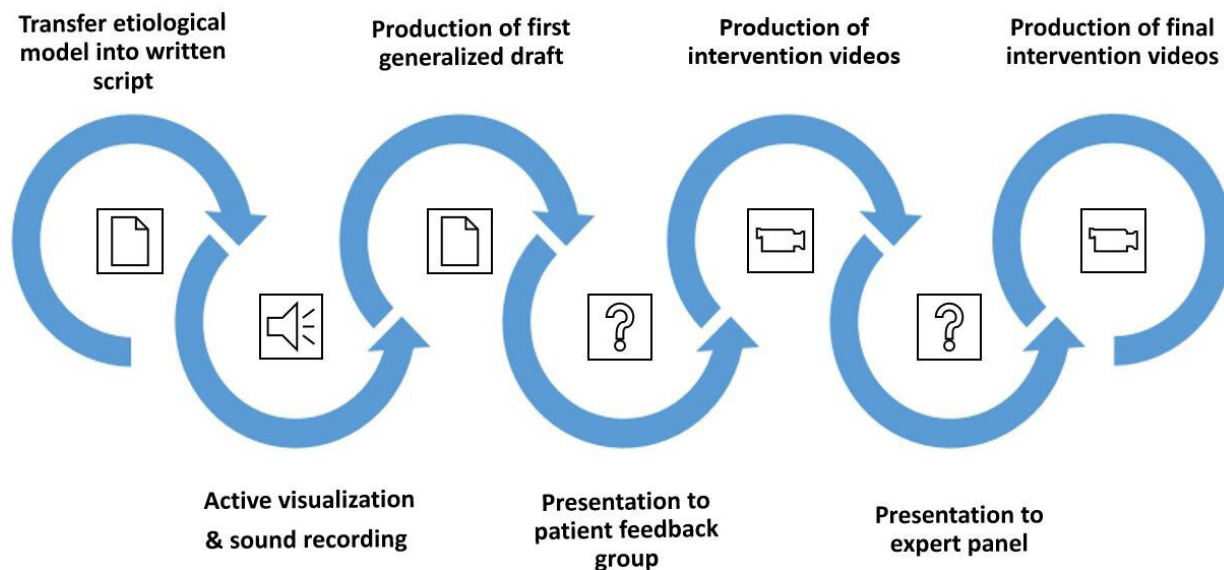 Transfer etiological
model into written
script
Production of first
generalized draft
Production of
intervention videos
Production of final
intervention videos
Active visualization
& sound recording
Presentation to
patient feedback
group
Presentation to
expert panel